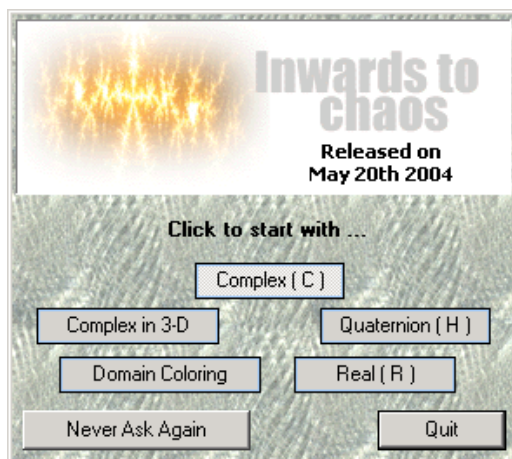 Inwards to
chaos
Released on
May 20th 2004
Click to start with ...
Complex ( C )
Complex in 3-D
Quaternion ( H )
Domain Coloring
Real ( R )
Never Ask Again
Quit